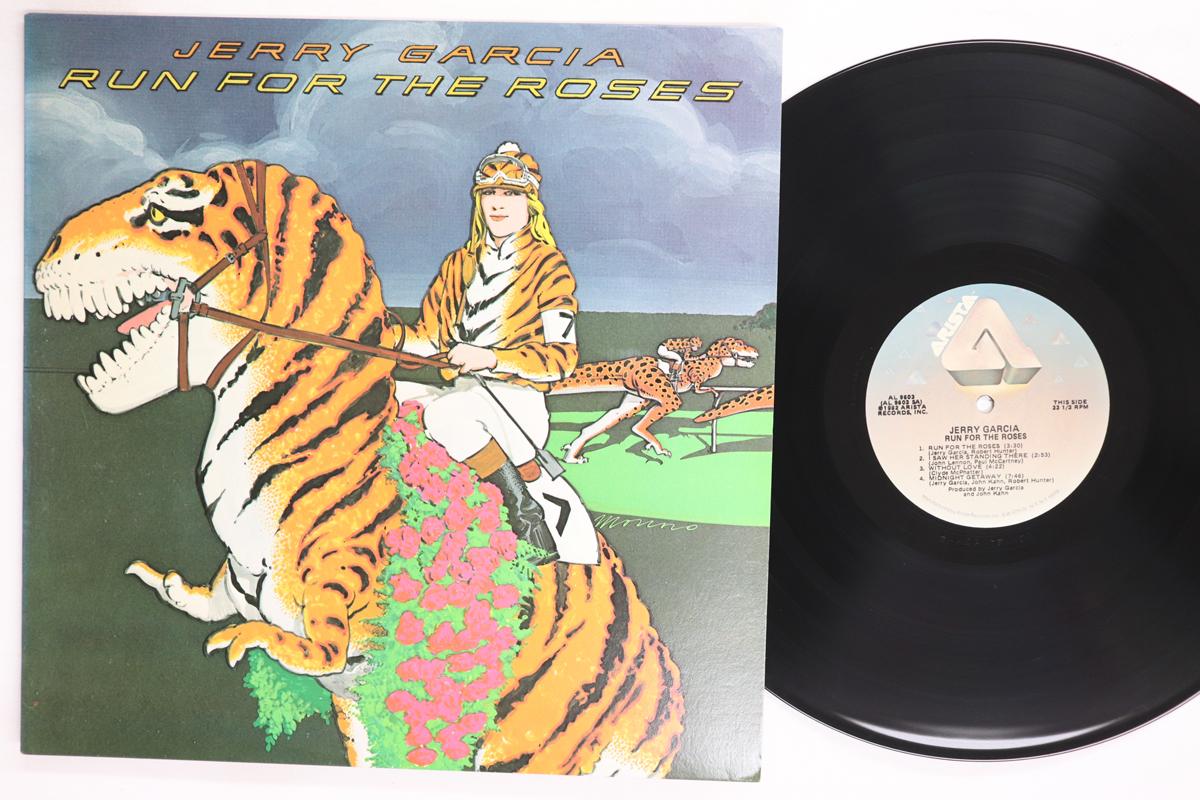 JERRY GARCIA
RUN FOR THE ROSES
7
7
Mouno
ARISTA
AL 9603
(AL 9603 SA)
℗1982 ARISTA
RECORDS, INC.
THIS SIDE
33 1/3 RPM
JERRY GARCIA
RUN FOR THE ROSES
1. RUN FOR THE ROSES (3:30)
(Jerry Garcia, Robert Hunter)
2. I SAW HER STANDING THERE (2:53)
(John Lennon, Paul McCartney)
3. WITHOUT LOVE (4:22)
(Clyde McPhatter)
4. MIDNIGHT GETAWAY (7:46)
(Jerry Garcia, John Kahn, Robert Hunter)
Produced by Jerry Garcia
and John Kahn